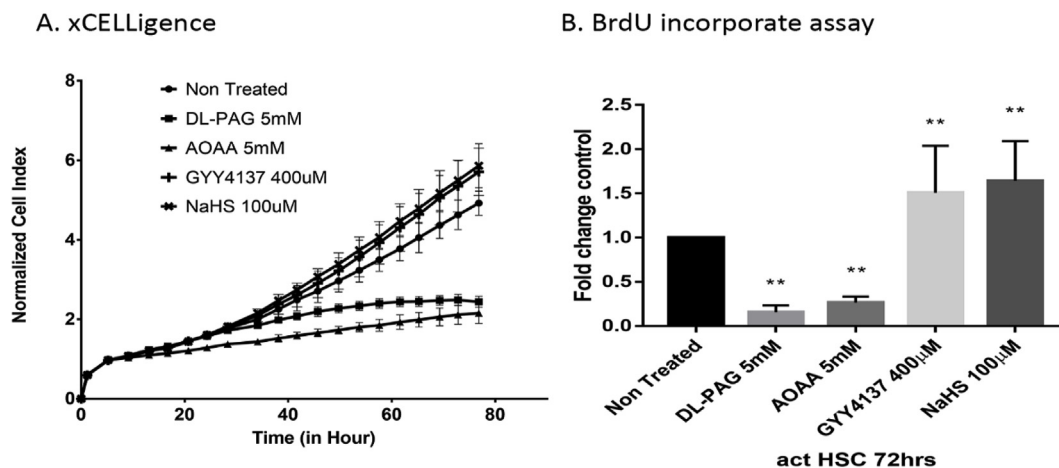 A. xCELLigence
Normalized Cell Index
8
6
4
2
0
0
20
40
60
80
Time (in Hour)
Non Treated
DL-PAG 5mM
AOAA 5mM
GYY4137 400uM
NaHS 100uM
B. BrdU incorporate assay
Fold change control
2.5
2.0
1.5
1.0
0.5
0.0
**
**
**
**
Non Treated
DL-PAG 5mM
AOAA 5mM
GYY4137 400µM
NaHS 100µM
act HSC 72hrs